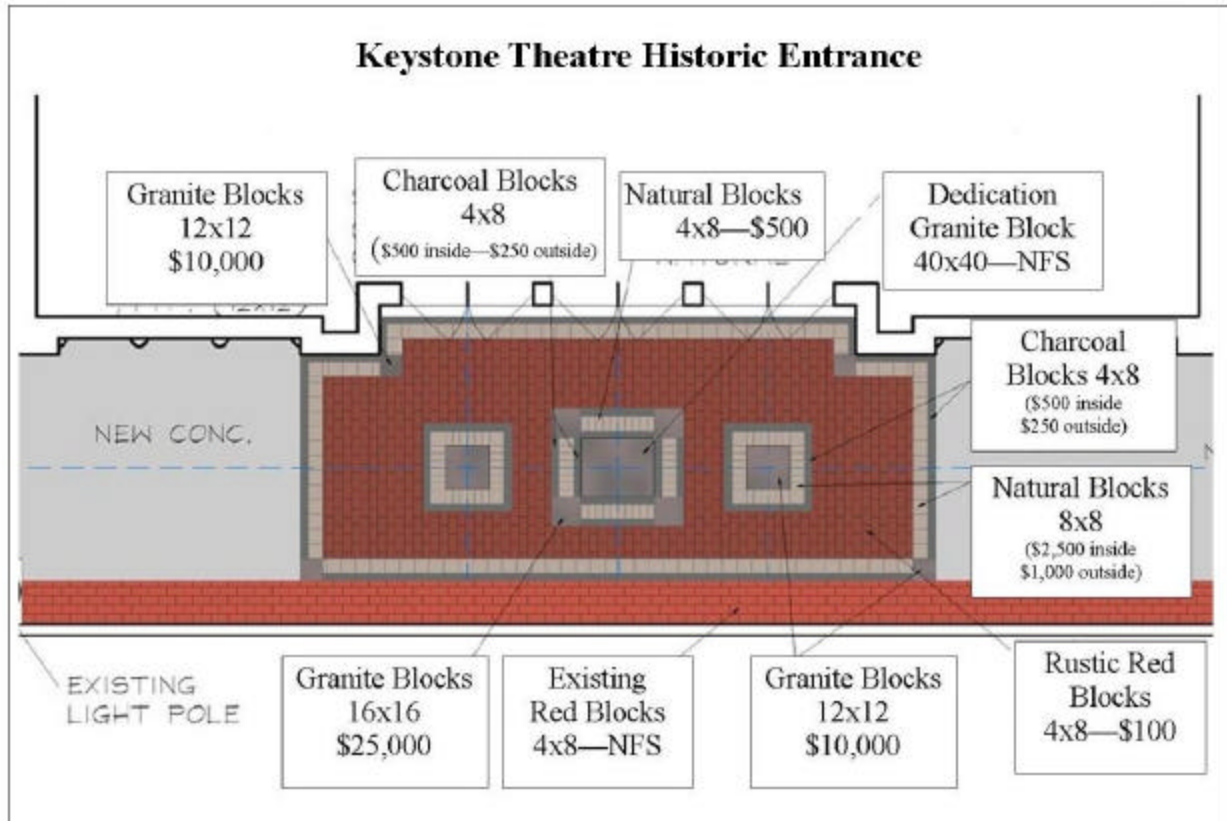 Keystone Theatre Historic Entrance
Granite Blocks
12x12
$10,000
Charcoal Blocks
4x8
($500 inside—$250 outside)
Natural Blocks
4x8—$500
Dedication
Granite Block
40x40—NFS
Charcoal
Blocks 4x8
($500 inside
$250 outside)
NEW CONC.
Natural Blocks
8x8
($2,500 inside
$1,000 outside)
EXISTING
LIGHT POLE
Granite Blocks
16x16
$25,000
Existing
Red Blocks
4x8—NFS
Granite Blocks
12x12
$10,000
Rustic Red
Blocks
4x8—$100